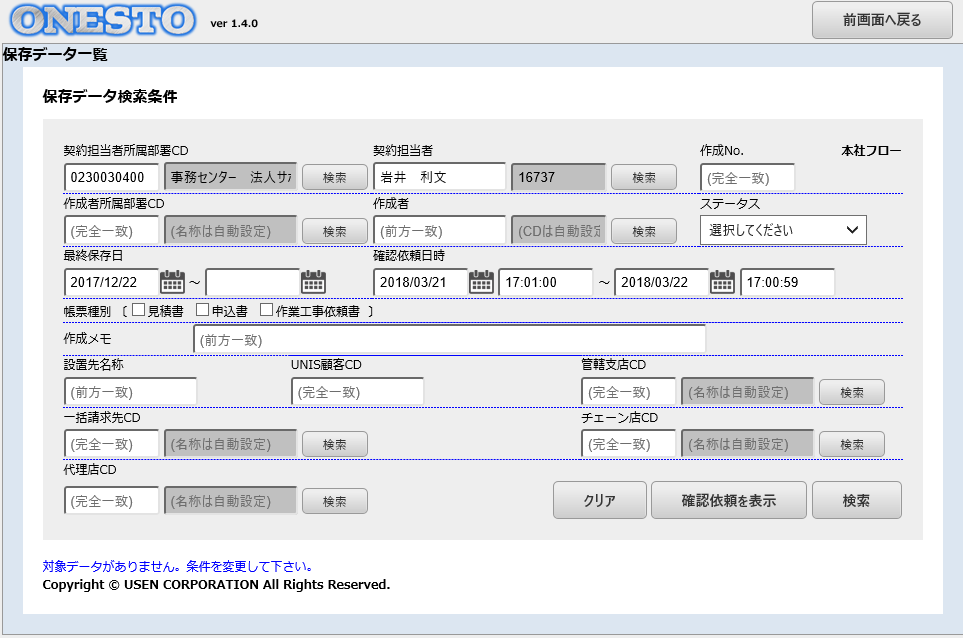 ONESTO ver 1.4.0 前画面へ戻る
保存データ一覧
保存データ検索条件
契約担当者所属部署CD 契約担当者 作成No. 本社フロー
0230030400 事務センター　法人サ 検索 岩井　利文 16737 検索 (完全一致)
作成者所属部署CD 作成者 ステータス
(完全一致) (名称は自動設定) 検索 (前方一致) (CDは自動設定 検索 選択してください
最終保存日 確認依頼日時
2017/12/22 ～ 2018/03/21 17:01:00 ～ 2018/03/22 17:00:59
帳票種別 〔 見積書 申込書 作業工事依頼書 〕
作成メモ (前方一致)
設置先名称 UNIS顧客CD 管轄支店CD
(前方一致) (完全一致) (完全一致) (名称は自動設定) 検索
一括請求先CD チェーン店CD
(完全一致) (名称は自動設定) 検索 (完全一致) (名称は自動設定) 検索
代理店CD
(完全一致) (名称は自動設定) 検索 クリア 確認依頼を表示 検索
対象データがありません。条件を変更して下さい。
Copyright © USEN CORPORATION All Rights Reserved.